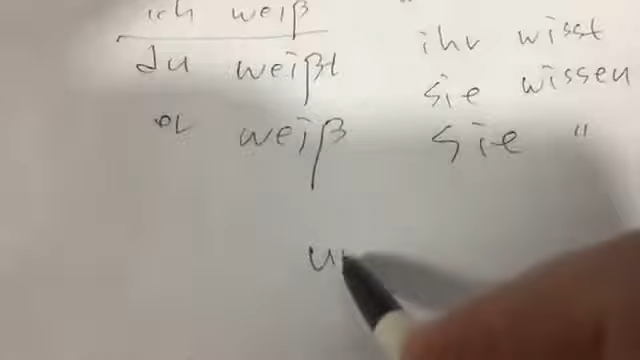 ich weiß "
du weißt ihr wisst
er weiß sie wissen
Sie "